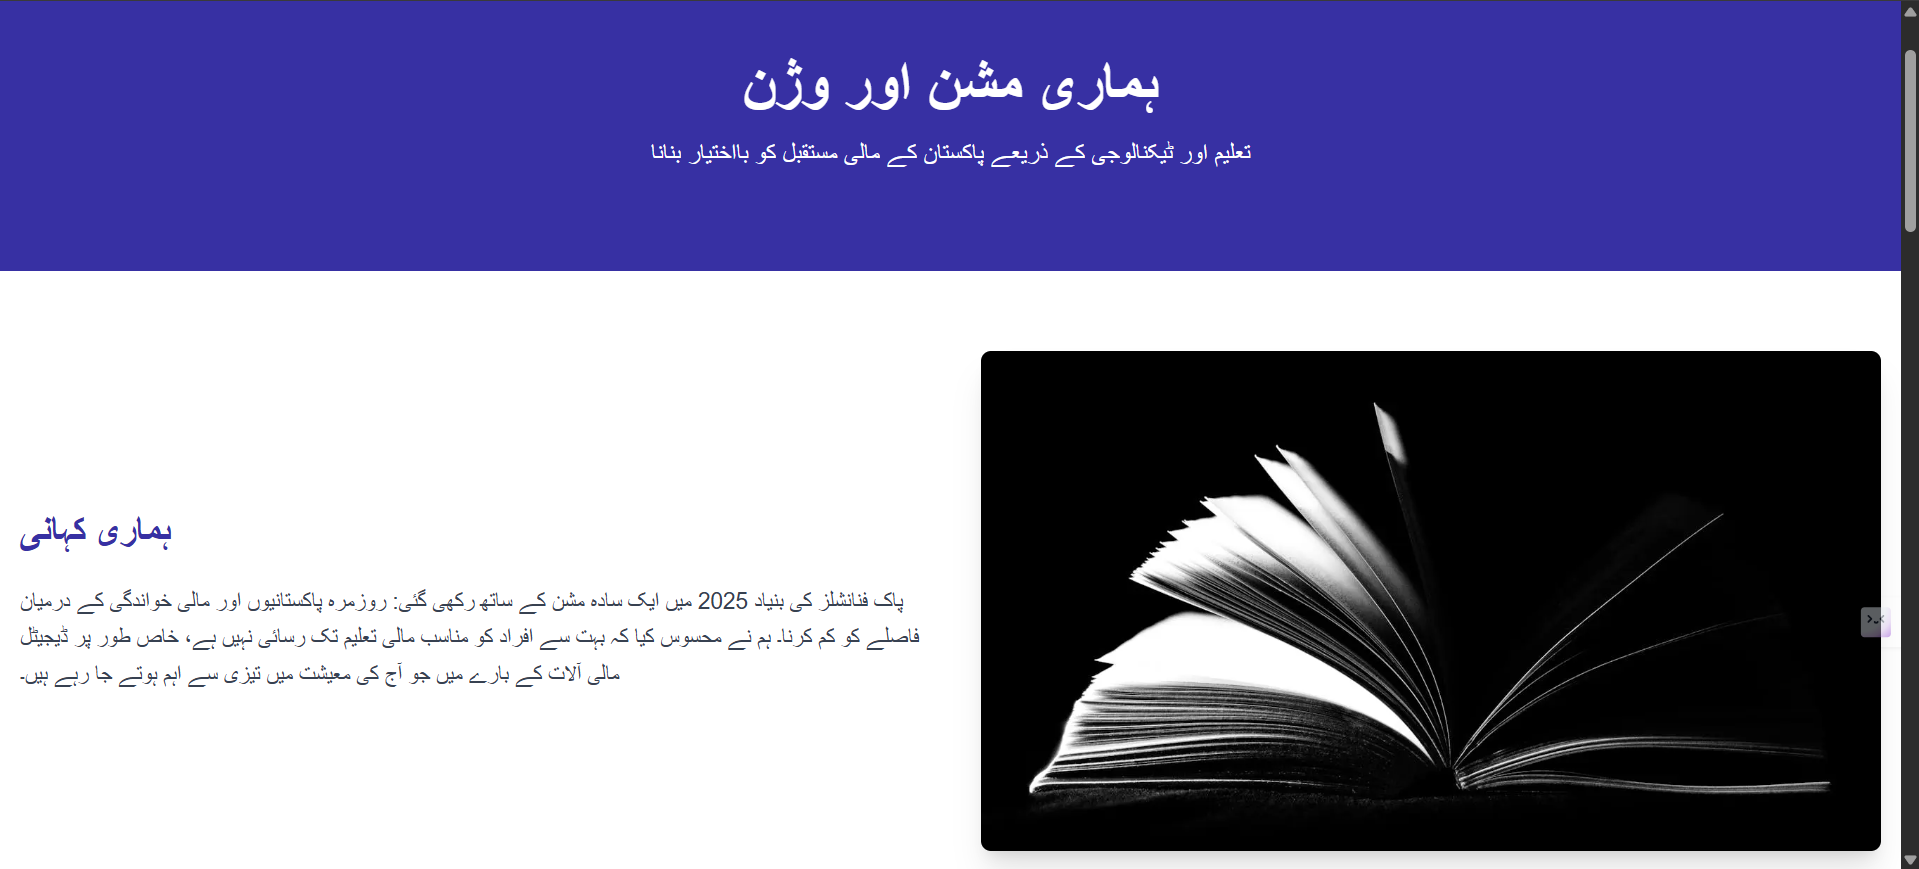 ہماری مشن اور وژن
تعلیم اور ٹیکنالوجی کے ذریعے پاکستان کے مالی مستقبل کو بااختیار بنانا
ہماری کہانی
پاک فنانشلز کی بنیاد 2025 میں ایک سادہ مشن کے ساتھ رکھی گئی: روزمرہ پاکستانیوں اور مالی خواندگی کے درمیان
فاصلے کو کم کرنا۔ ہم نے محسوس کیا کہ بہت سے افراد کو مناسب مالی تعلیم تک رسائی نہیں ہے، خاص طور پر ڈیجیٹل
مالی آلات کے بارے میں جو آج کی معیشت میں تیزی سے اہم ہوتے جا رہے ہیں۔